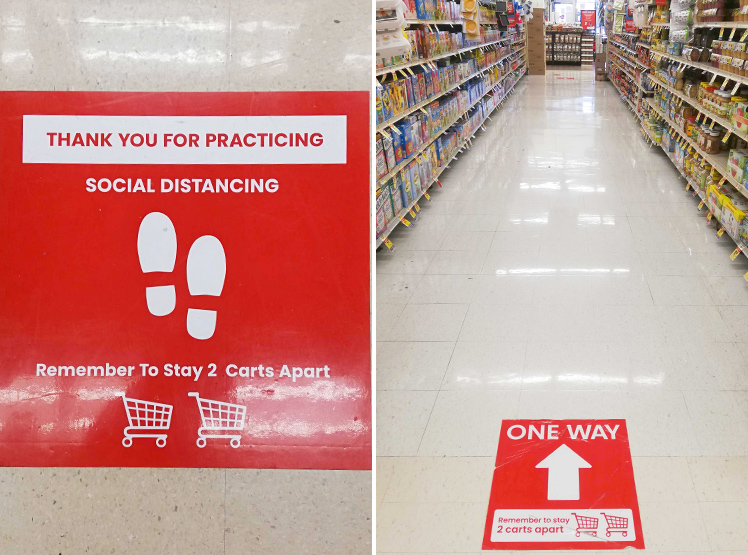 THANK YOU FOR PRACTICING
SOCIAL DISTANCING
Remember To Stay 2 Carts Apart
ONE WAY
Remember to stay
2 carts apart